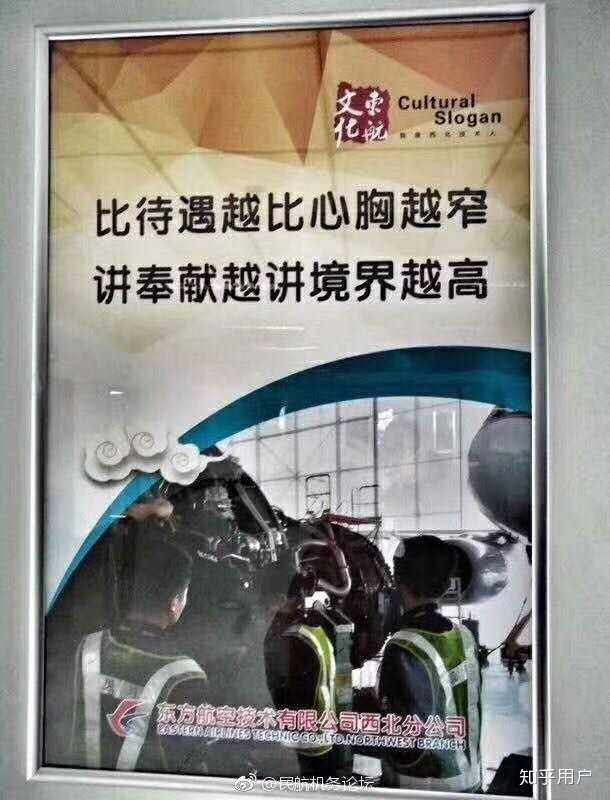 文化
东航
Cultural
Slogan
比待遇越比心胸越窄
讲奉献越讲境界越高
东方航空技术有限公司西北分公司
EASTERN AIRLINES TECHNIC CO.,LTD.NORTHWEST BRANCH
@民航机务论坛
知乎用户